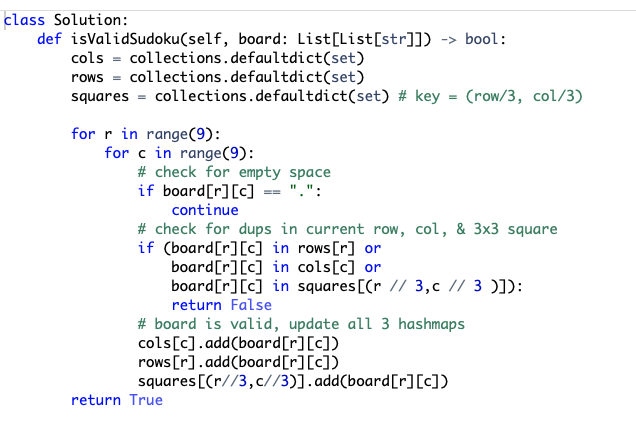 class Solution:
    def isValidSudoku(self, board: List[List[str]]) -> bool:
        cols = collections.defaultdict(set)
        rows = collections.defaultdict(set)
        squares = collections.defaultdict(set) # key = (row/3, col/3)

        for r in range(9):
            for c in range(9):
                # check for empty space
                if board[r][c] == ".":
                    continue
                # check for dups in current row, col, & 3x3 square
                if (board[r][c] in rows[r] or
                    board[r][c] in cols[c] or
                    board[r][c] in squares[(r // 3,c // 3 )]):
                    return False
                # board is valid, update all 3 hashmaps
                cols[c].add(board[r][c])
                rows[r].add(board[r][c])
                squares[(r//3,c//3)].add(board[r][c])
        return True